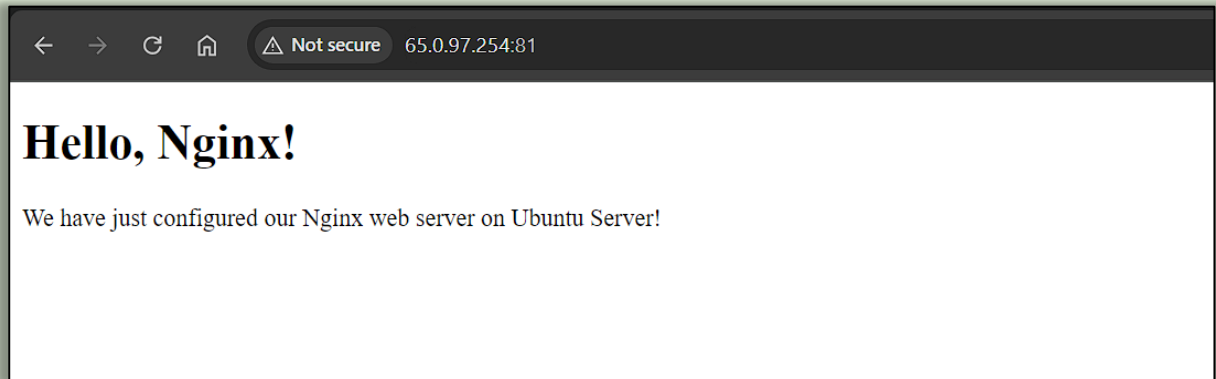 Not secure 65.0.97.254:81
Hello, Nginx!
We have just configured our Nginx web server on Ubuntu Server!